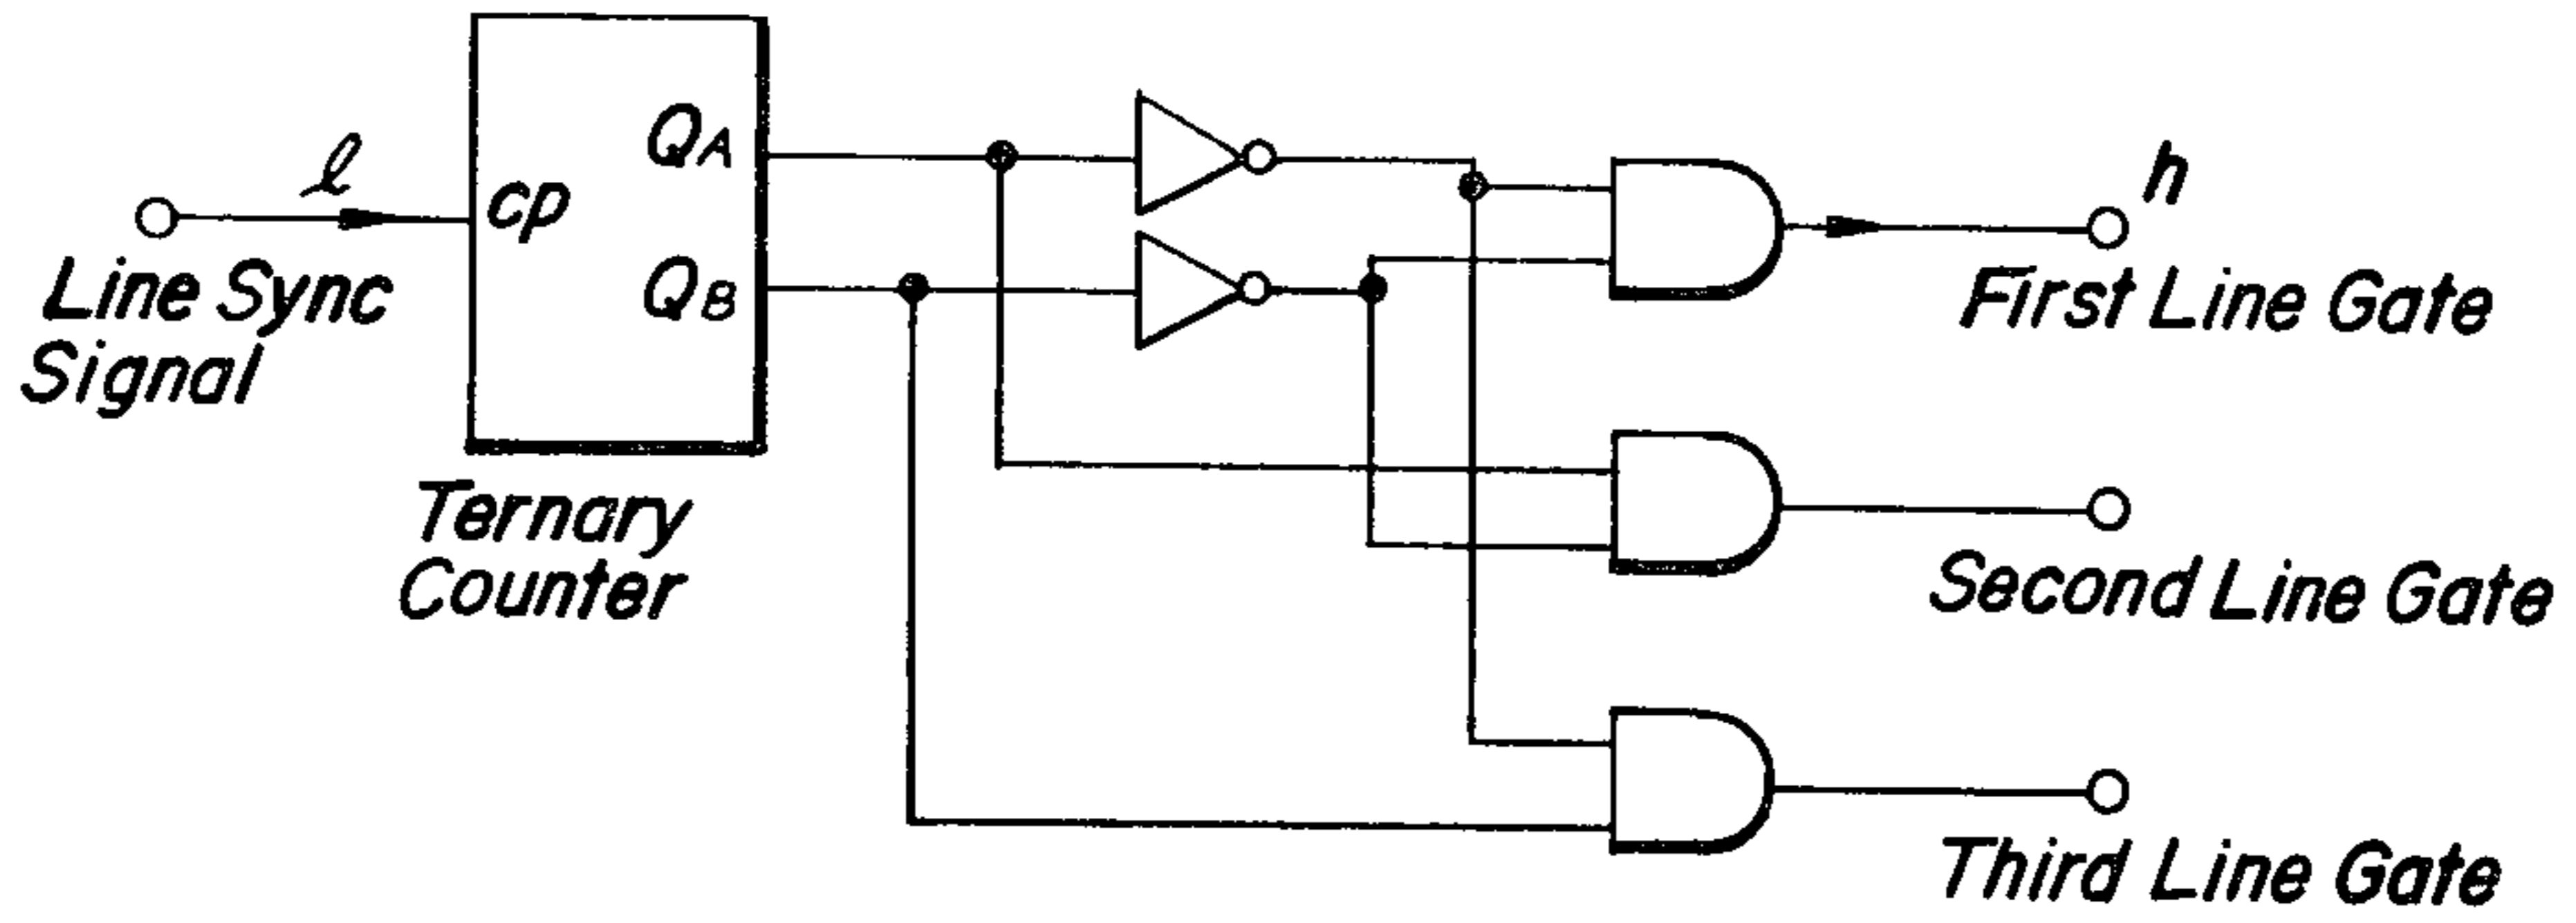 ℓ
Line Sync
Signal
cp
QA
QB
Ternary
Counter
h
First Line Gate
Second Line Gate
Third Line Gate